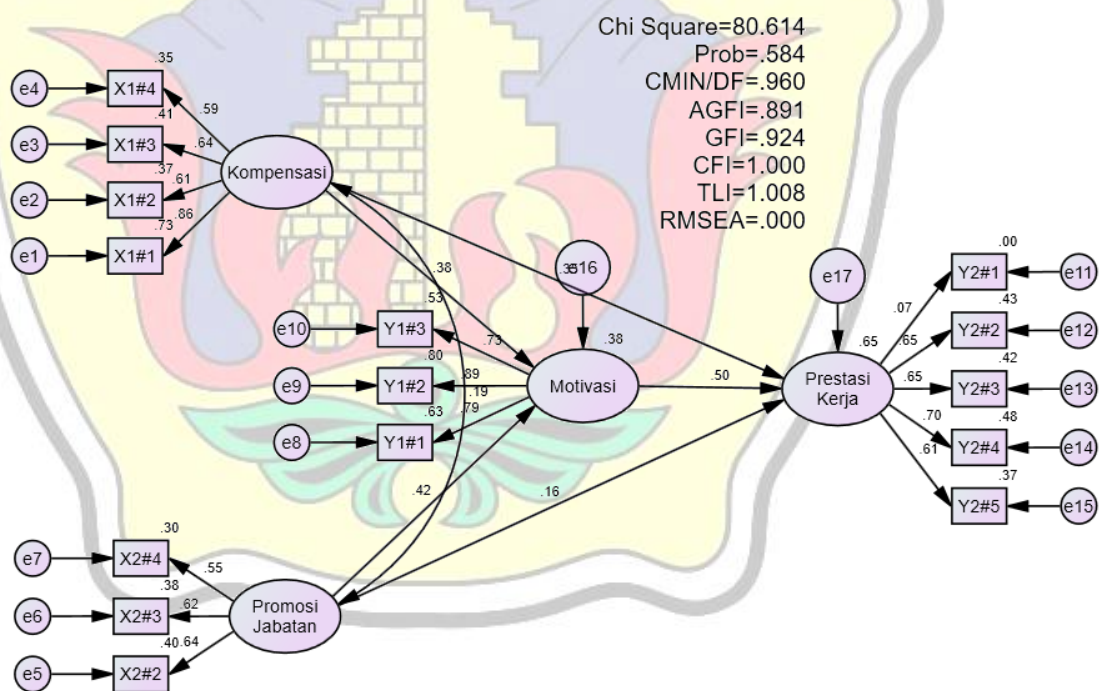 Chi Square=80.614
Prob=.584
CMIN/DF=.960
AGFI=.891
GFI=.924
CFI=1.000
TLI=1.008
RMSEA=.000
.35
e4
X1#4
.59
.41
e3
X1#3
.64
.37
e2
X1#2
.61
.73
e1
X1#1
.86
Kompensasi
.38
.53
e10
Y1#3
.73
.80
e9
Y1#2
.89
.19
.63
e8
Y1#1
.79
e16
.38
Motivasi
.50
.42
.16
e17
.65
Prestasi
Kerja
.00
.07
Y2#1
e11
.43
.65
Y2#2
e12
.42
.65
Y2#3
e13
.48
.70
Y2#4
e14
.37
.61
Y2#5
e15
.30
e7
X2#4
.55
.38
e6
X2#3
.62
.40
e5
X2#2
.64
Promosi
Jabatan